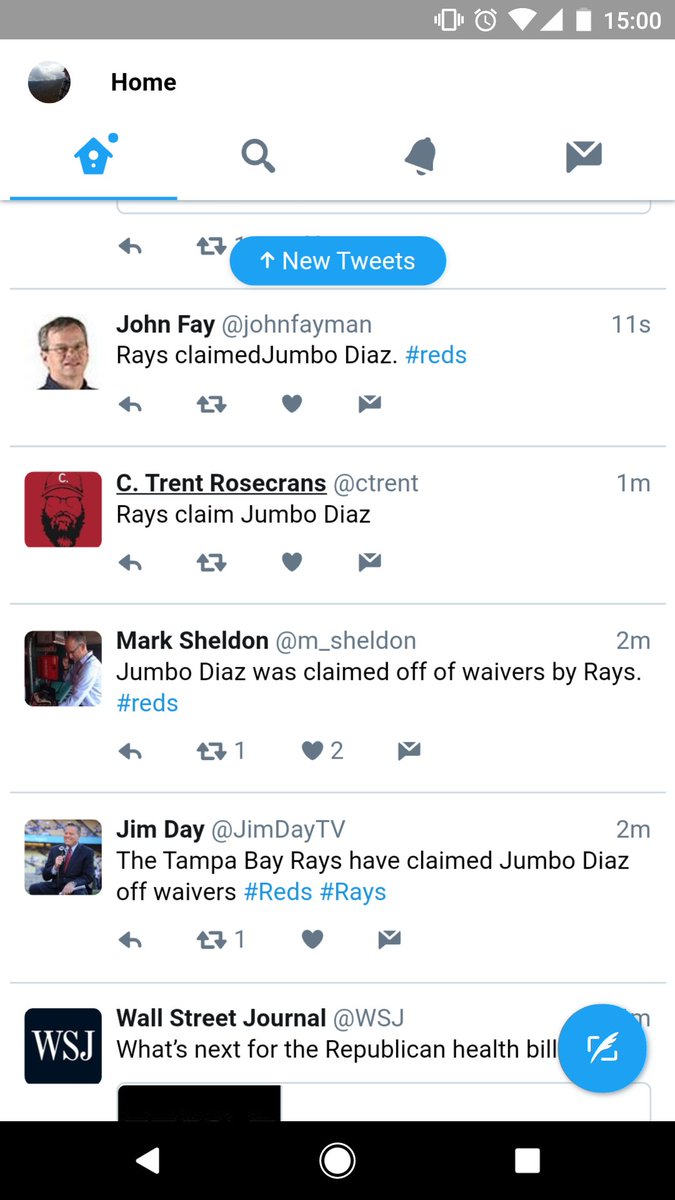 15:00
Home
↑ New Tweets
John Fay @johnfayman 11s
Rays claimedJumbo Diaz. #reds
C.
C. Trent Rosecrans @ctrent 1m
Rays claim Jumbo Diaz
Mark Sheldon @m_sheldon 2m
Jumbo Diaz was claimed off of waivers by Rays.
#reds
1 2
Jim Day @JimDayTV 2m
The Tampa Bay Rays have claimed Jumbo Diaz
off waivers #Reds #Rays
1
WSJ
Wall Street Journal @WSJ
What's next for the Republican health bill